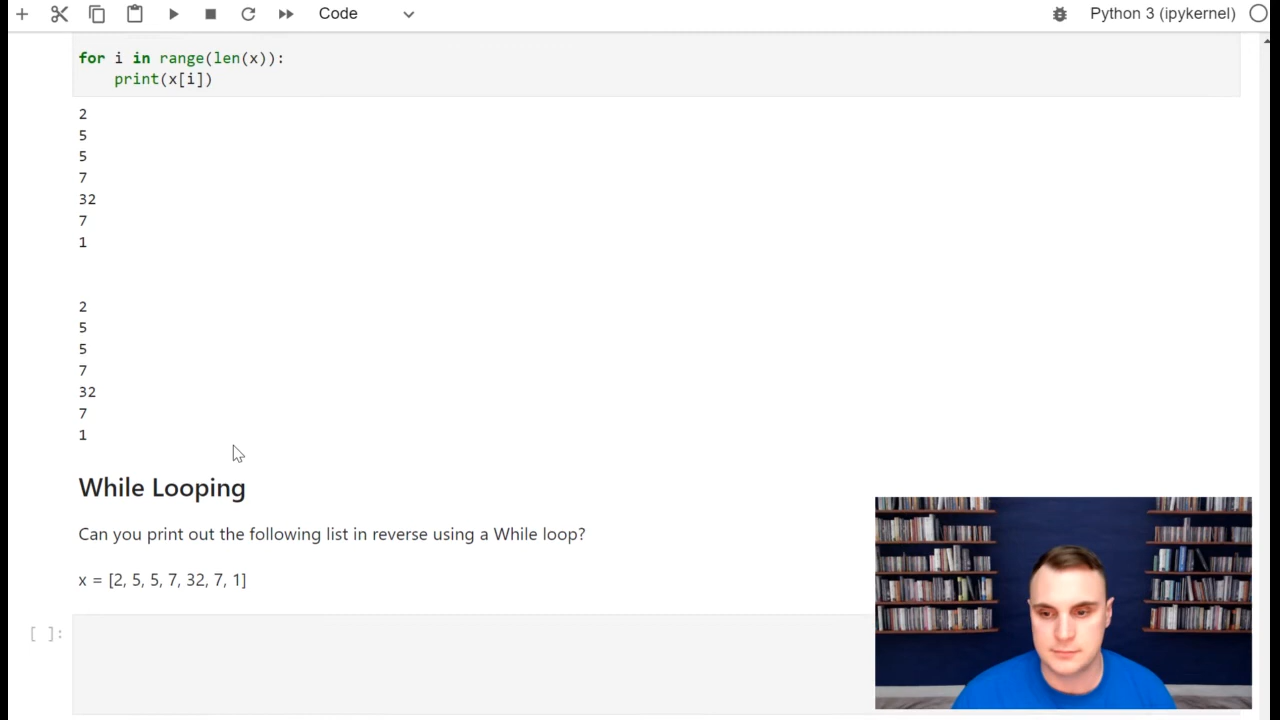 Code
Python 3 (ipykernel)
for i in range(len(x)):
    print(x[i])
2
5
5
7
32
7
1
2
5
5
7
32
7
1
While Looping
Can you print out the following list in reverse using a While loop?
x = [2, 5, 5, 7, 32, 7, 1]
[ ]: